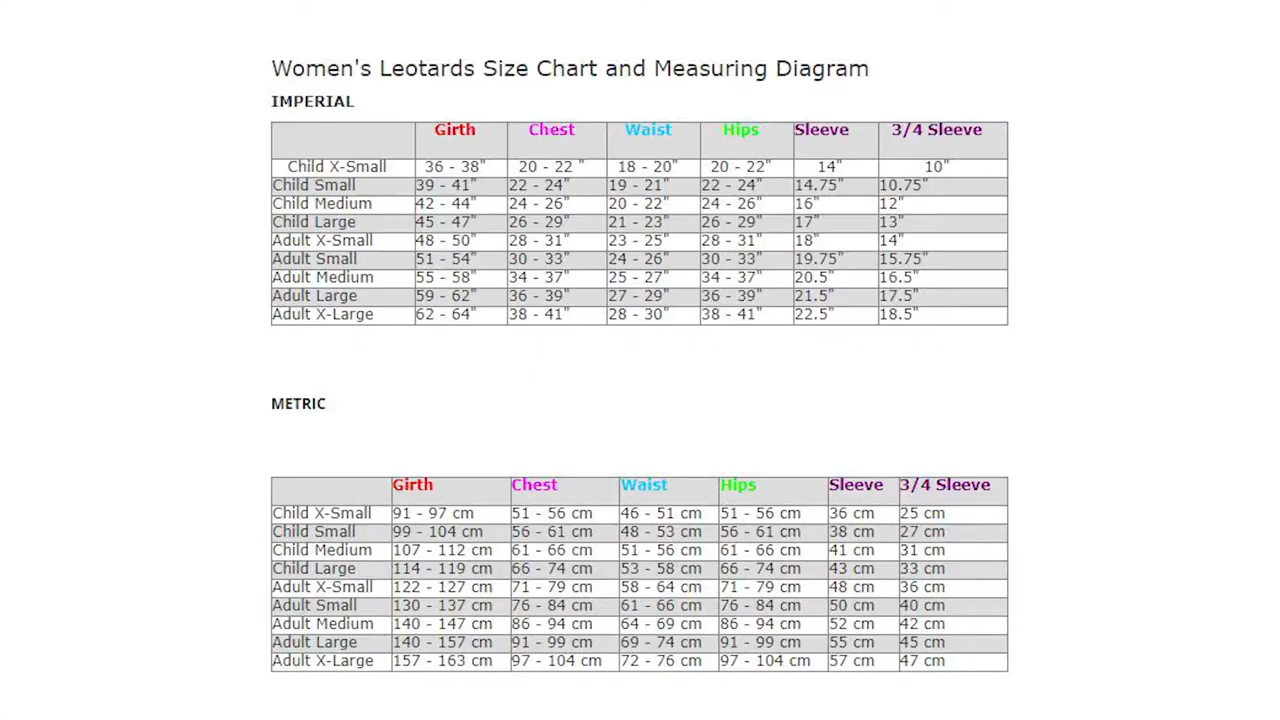 Women's Leotards Size Chart and Measuring Diagram
IMPERIAL
Girth Chest Waist Hips Sleeve 3/4 Sleeve
Child X-Small 36 - 38" 20 - 22 " 18 - 20" 20 - 22" 14" 10"
Child Small 39 - 41" 22 - 24" 19 - 21" 22 - 24" 14.75" 10.75"
Child Medium 42 - 44" 24 - 26" 20 - 22" 24 - 26" 16" 12"
Child Large 45 - 47" 26 - 29" 21 - 23" 26 - 29" 17" 13"
Adult X-Small 48 - 50" 28 - 31" 23 - 25" 28 - 31" 18" 14"
Adult Small 51 - 54" 30 - 33" 24 - 26" 30 - 33" 19.75" 15.75"
Adult Medium 55 - 58" 34 - 37" 25 - 27" 34 - 37" 20.5" 16.5"
Adult Large 59 - 62" 36 - 39" 27 - 29" 36 - 39" 21.5" 17.5"
Adult X-Large 62 - 64" 38 - 41" 28 - 30" 38 - 41" 22.5" 18.5"
METRIC
Girth Chest Waist Hips Sleeve 3/4 Sleeve
Child X-Small 91 - 97 cm 51 - 56 cm 46 - 51 cm 51 - 56 cm 36 cm 25 cm
Child Small 99 - 104 cm 56 - 61 cm 48 - 53 cm 56 - 61 cm 38 cm 27 cm
Child Medium 107 - 112 cm 61 - 66 cm 51 - 56 cm 61 - 66 cm 41 cm 31 cm
Child Large 114 - 119 cm 66 - 74 cm 53 - 58 cm 66 - 74 cm 43 cm 33 cm
Adult X-Small 122 - 127 cm 71 - 79 cm 58 - 64 cm 71 - 79 cm 48 cm 36 cm
Adult Small 130 - 137 cm 76 - 84 cm 61 - 66 cm 76 - 84 cm 50 cm 40 cm
Adult Medium 140 - 147 cm 86 - 94 cm 64 - 69 cm 86 - 94 cm 52 cm 42 cm
Adult Large 140 - 157 cm 91 - 99 cm 69 - 74 cm 91 - 99 cm 55 cm 45 cm
Adult X-Large 157 - 163 cm 97 - 104 cm 72 - 76 cm 97 - 104 cm 57 cm 47 cm